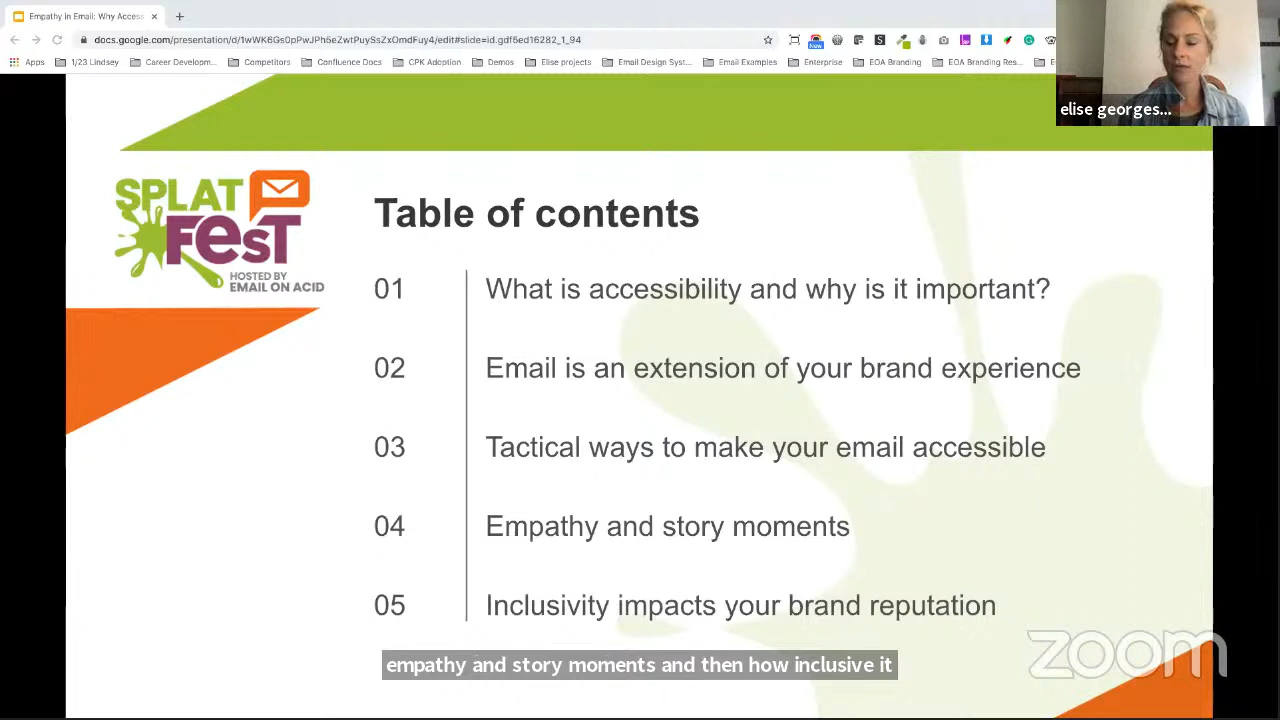 Empathy in Email: Why Access
docs.google.com/presentation/d/1wWK6Gs0pPwJPh5eZwtPuySsZxOmdFuy4/edit#slide=id.gdf5ed16282_1_94
New
Apps 1/23 Lindsey Career Developm... Competitors Confluence Docs CPK Adoption Demos Elise projects Email Design Syst... Email Examples Enterprise EOA Branding EOA Branding Res...
elise georges...
SPLAT
FEST
HOSTED BY
EMAIL ON ACID
Table of contents
01 What is accessibility and why is it important?
02 Email is an extension of your brand experience
03 Tactical ways to make your email accessible
04 Empathy and story moments
05 Inclusivity impacts your brand reputation
empathy and story moments and then how inclusive it
zoom